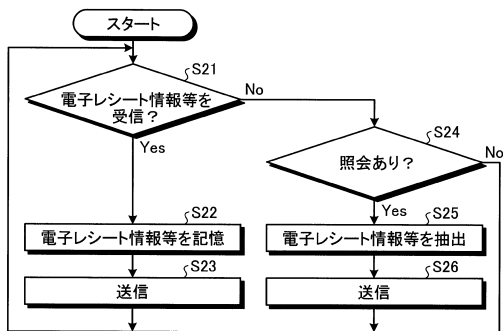 スタート
S21
電子レシート情報等を
受信？
No
Yes
S24
照会あり？
No
Yes
S22
電子レシート情報等を記憶
S25
電子レシート情報等を抽出
S23
送信
S26
送信